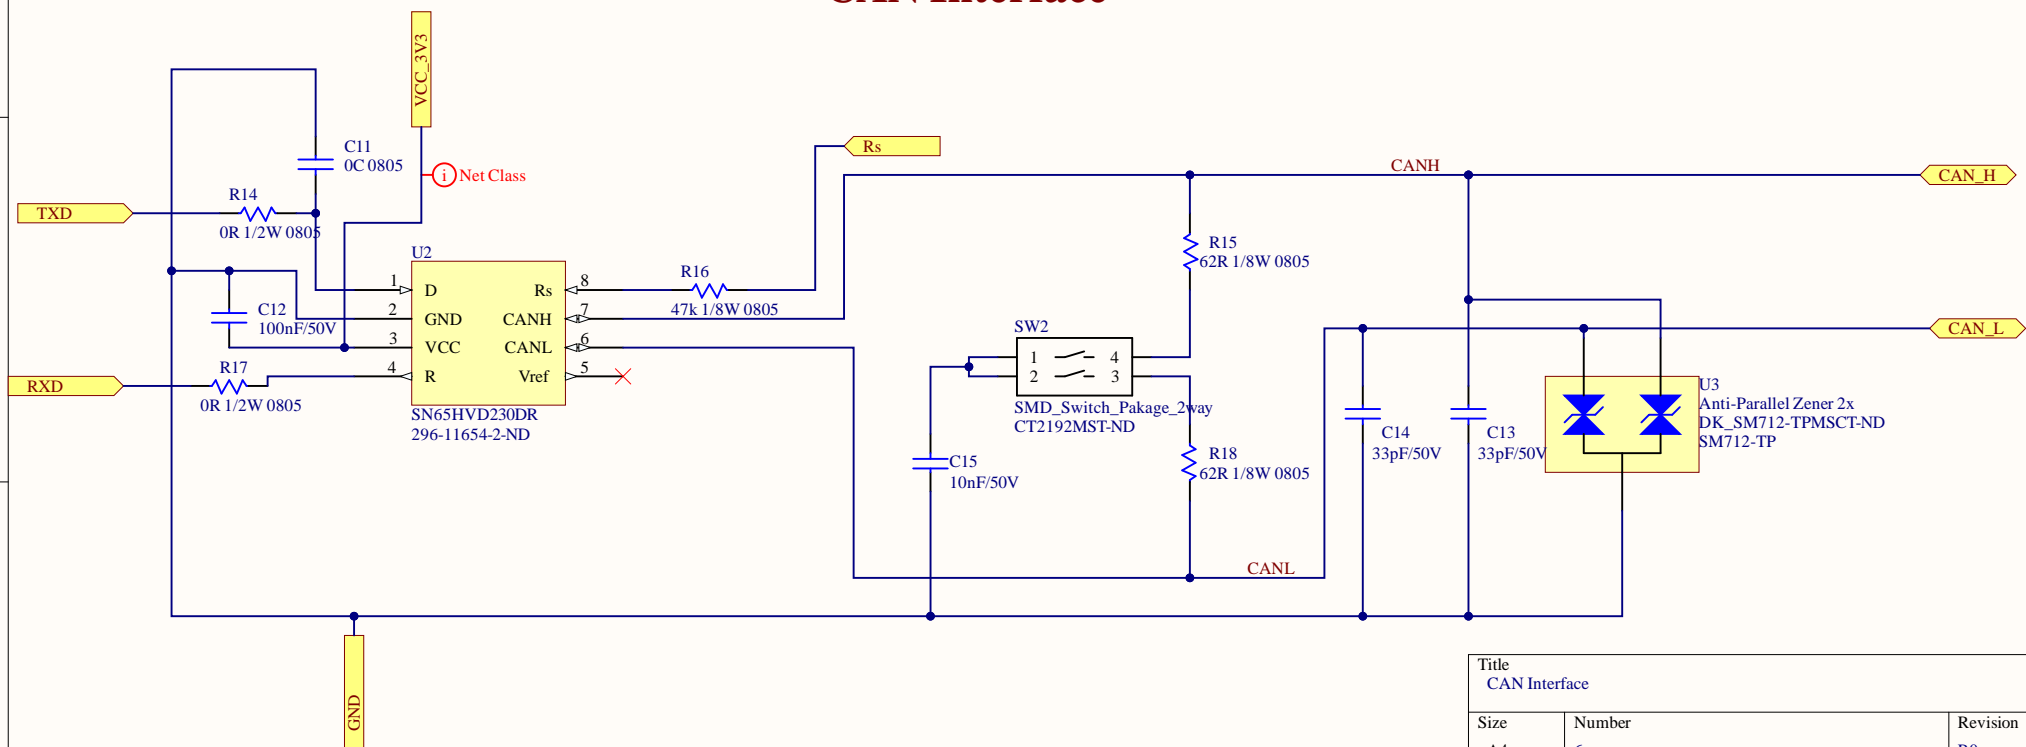 CAN Interface
VCC_3V3
C11
0C 0805
i Net Class
Rs
CANH
CAN_H
R14
TXD
0R 1/2W 0805
U2
R15
62R 1/8W 0805
1
D
Rs
8
R16
47k 1/8W 0805
C12
100nF/50V
2
GND
CANH
7
3
VCC
CANL
6
4
R
Vref
5
SW2
CAN_L
R17
RXD
0R 1/2W 0805
SN65HVD230DR
296-11654-2-ND
1
4
2
3
SMD_Switch_Pakage_2way
CT2192MST-ND
U3
Anti-Parallel Zener 2x
DK_SM712-TPMSCT-ND
SM712-TP
C14
33pF/50V
C13
33pF/50V
C15
10nF/50V
R18
62R 1/8W 0805
CANL
GND
Title
CAN Interface
Size
Number
Revision